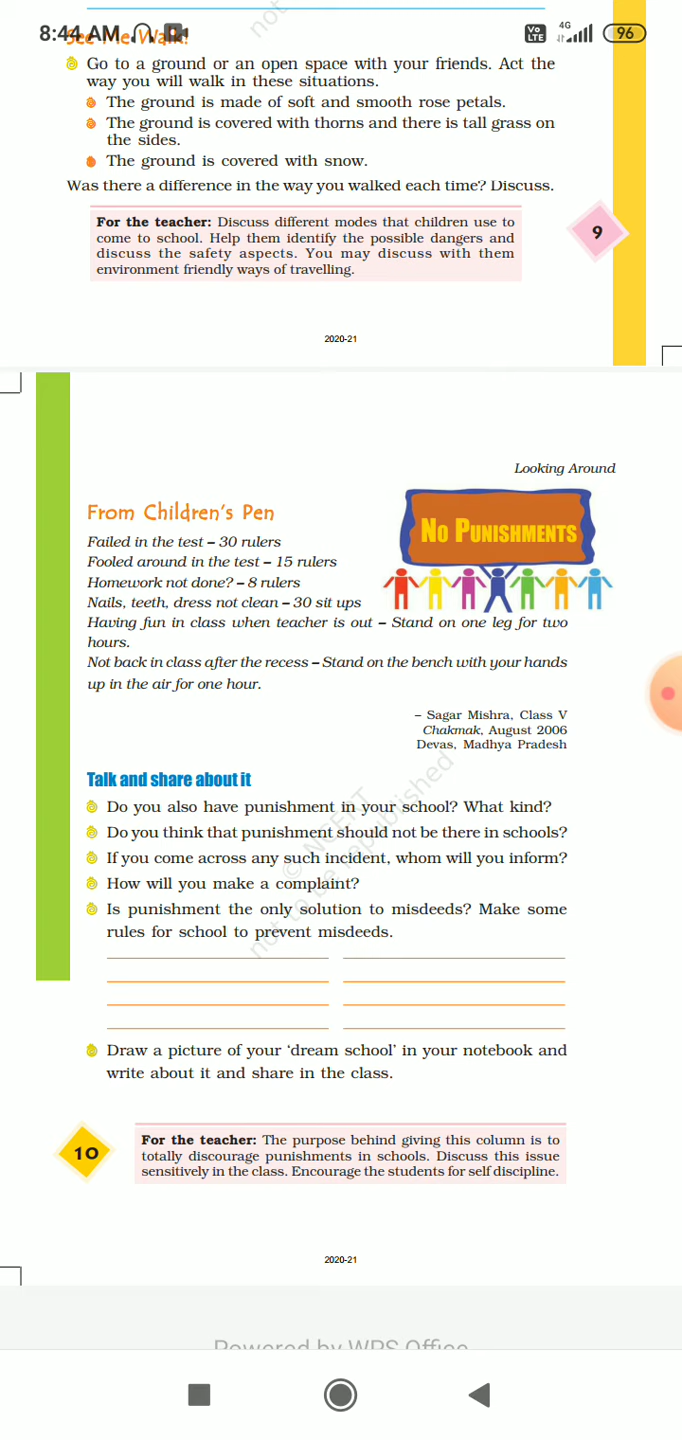 8:44 AM
Vo
LTE
4G
96
See Me Walk!
not
Go to a ground or an open space with your friends. Act the
way you will walk in these situations.
The ground is made of soft and smooth rose petals.
The ground is covered with thorns and there is tall grass on
the sides.
The ground is covered with snow.
Was there a difference in the way you walked each time? Discuss.
For the teacher: Discuss different modes that children use to
come to school. Help them identify the possible dangers and
discuss the safety aspects. You may discuss with them
environment friendly ways of travelling.
9
2020-21
Looking Around
From Children's Pen
No Punishments
Failed in the test – 30 rulers
Fooled around in the test – 15 rulers
Homework not done? – 8 rulers
Nails, teeth, dress not clean – 30 sit ups
Having fun in class when teacher is out – Stand on one leg for two
hours.
Not back in class after the recess – Stand on the bench with your hands
up in the air for one hour.
– Sagar Mishra, Class V
Chakmak, August 2006
Devas, Madhya Pradesh
Talk and share about it
Do you also have punishment in your school? What kind?
Do you think that punishment should not be there in schools?
If you come across any such incident, whom will you inform?
How will you make a complaint?
Is punishment the only solution to misdeeds? Make some
rules for school to prevent misdeeds.
© NCERT
not to be republished
Draw a picture of your 'dream school' in your notebook and
write about it and share in the class.
10
For the teacher: The purpose behind giving this column is to
totally discourage punishments in schools. Discuss this issue
sensitively in the class. Encourage the students for self discipline.
2020-21
Powered by WPS Office